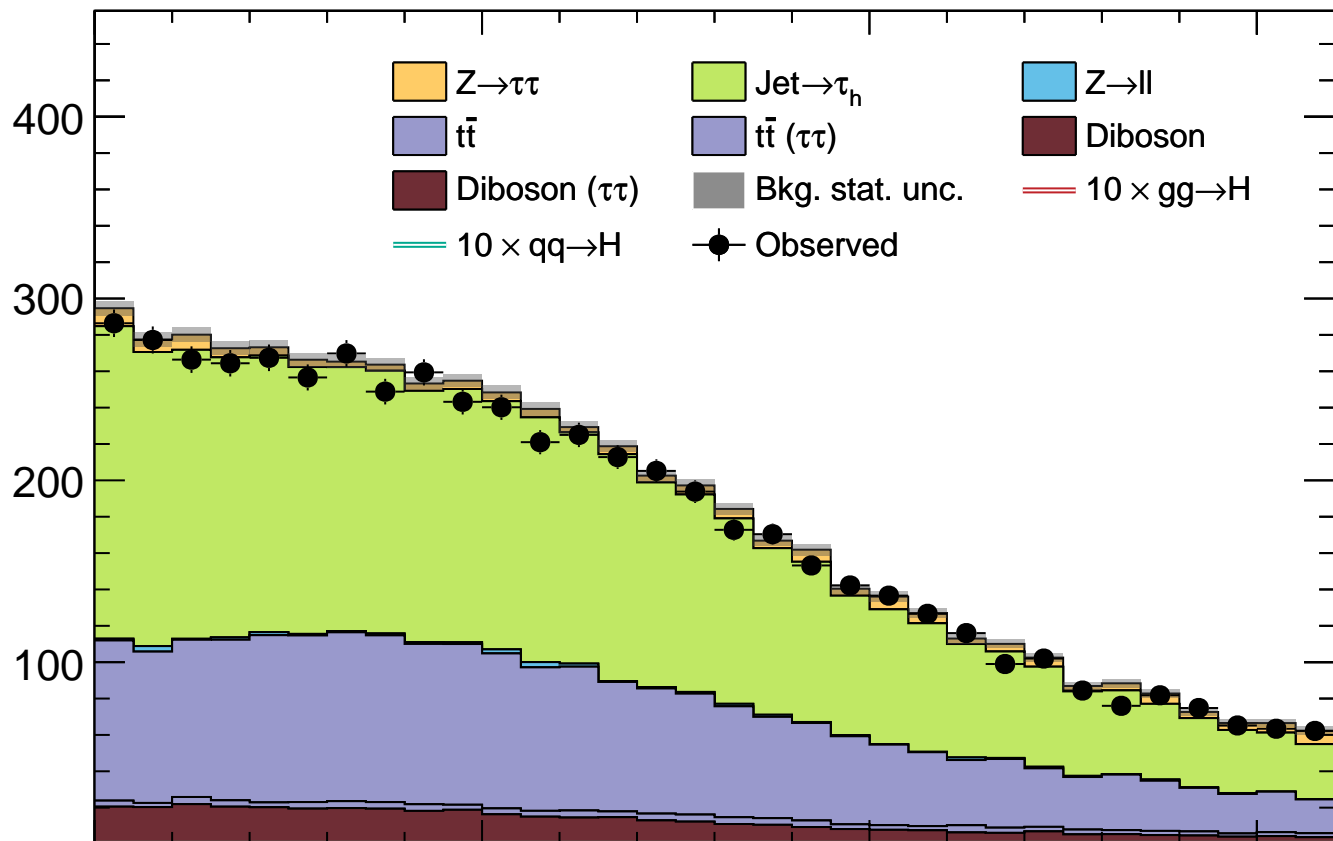 400
300
200
100
Z→ττ Jet→τh Z→ll
tt̄ tt̄ (ττ) Diboson
Diboson (ττ) Bkg. stat. unc. 10 × gg→H
10 × qq→H Observed